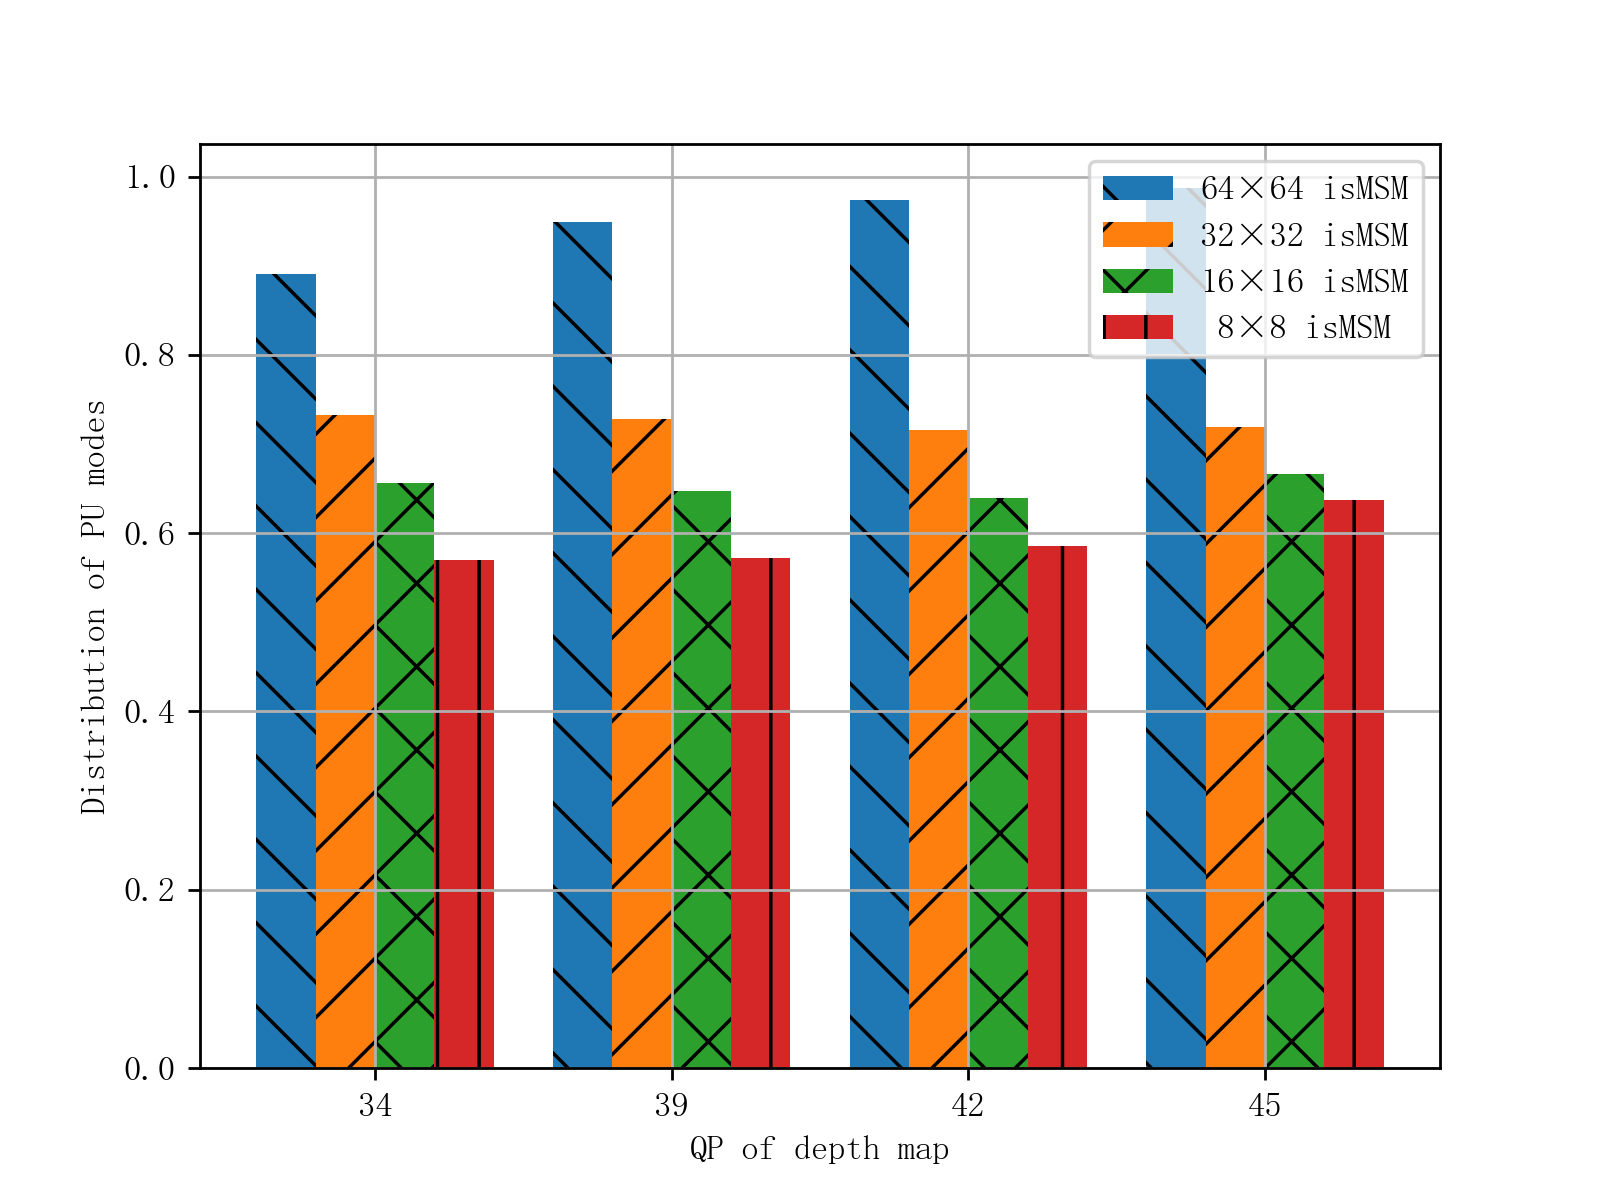 64×64 isMSM
32×32 isMSM
16×16 isMSM
8×8 isMSM
1.0
0.8
0.6
0.4
0.2
0.0
Distribution of PU modes
34 39 42 45
QP of depth map